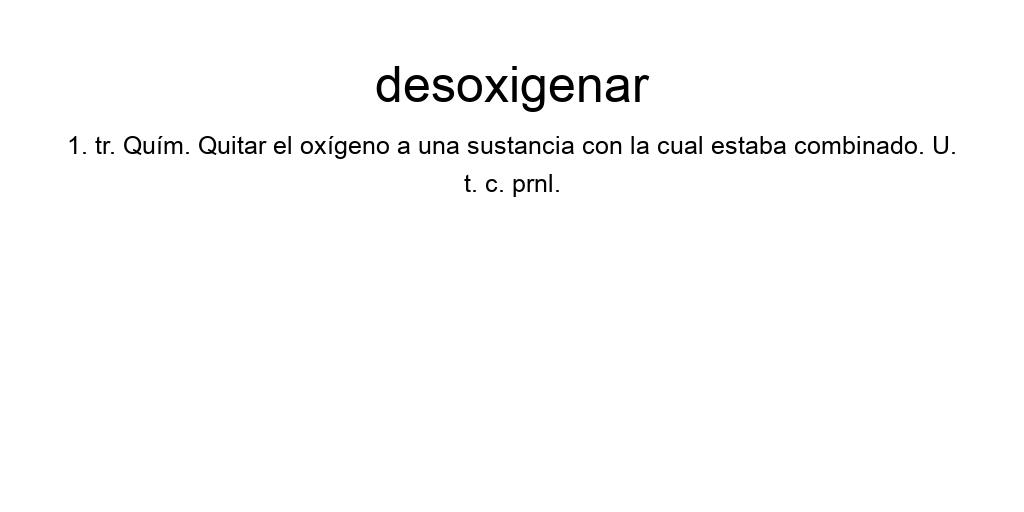 desoxigenar
1. tr. Quím. Quitar el oxígeno a una sustancia con la cual estaba combinado. U.
t. c. prnl.